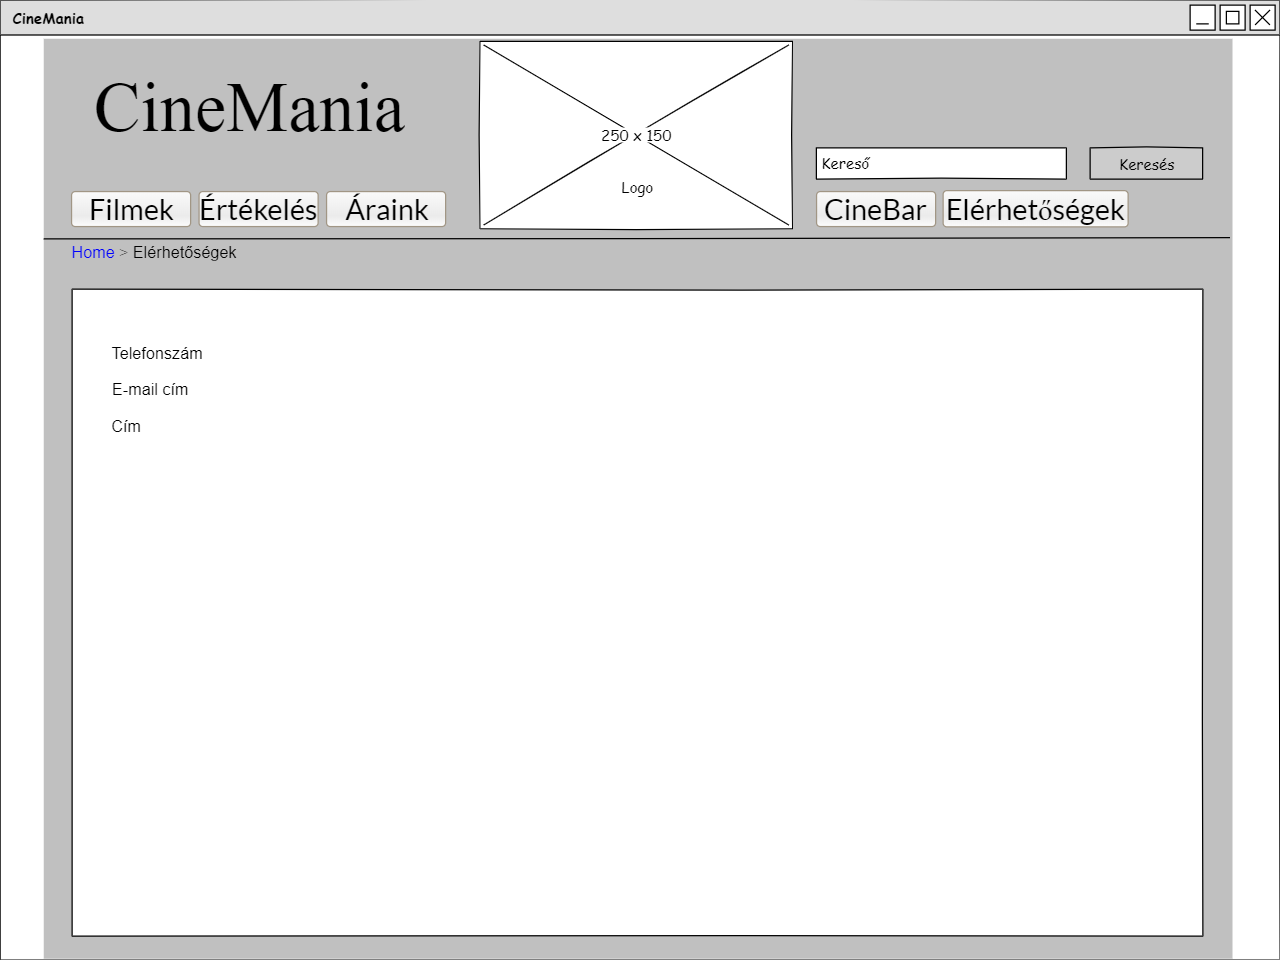 CineMania
CineMania
250 x 150
Logo
Kereső
Keresés
Filmek
Értékelés
Áraink
CineBar
Elérhetőségek
Home > Elérhetőségek
Telefonszám
E-mail cím
Cím